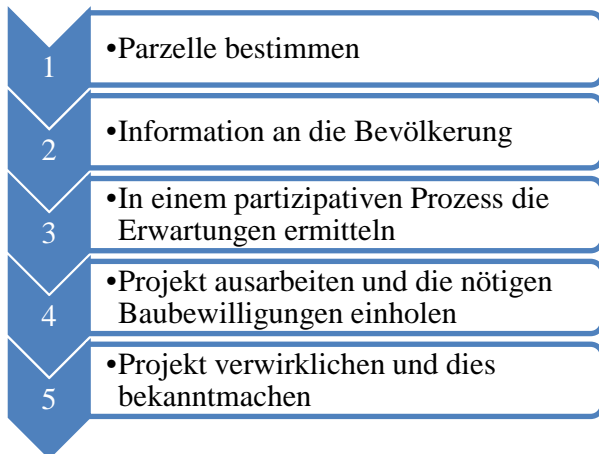 1
•Parzelle bestimmen
2
•Information an die Bevölkerung
3
•In einem partizipativen Prozess die
Erwartungen ermitteln
4
•Projekt ausarbeiten und die nötigen
Baubewilligungen einholen
5
•Projekt verwirklichen und dies
bekanntmachen